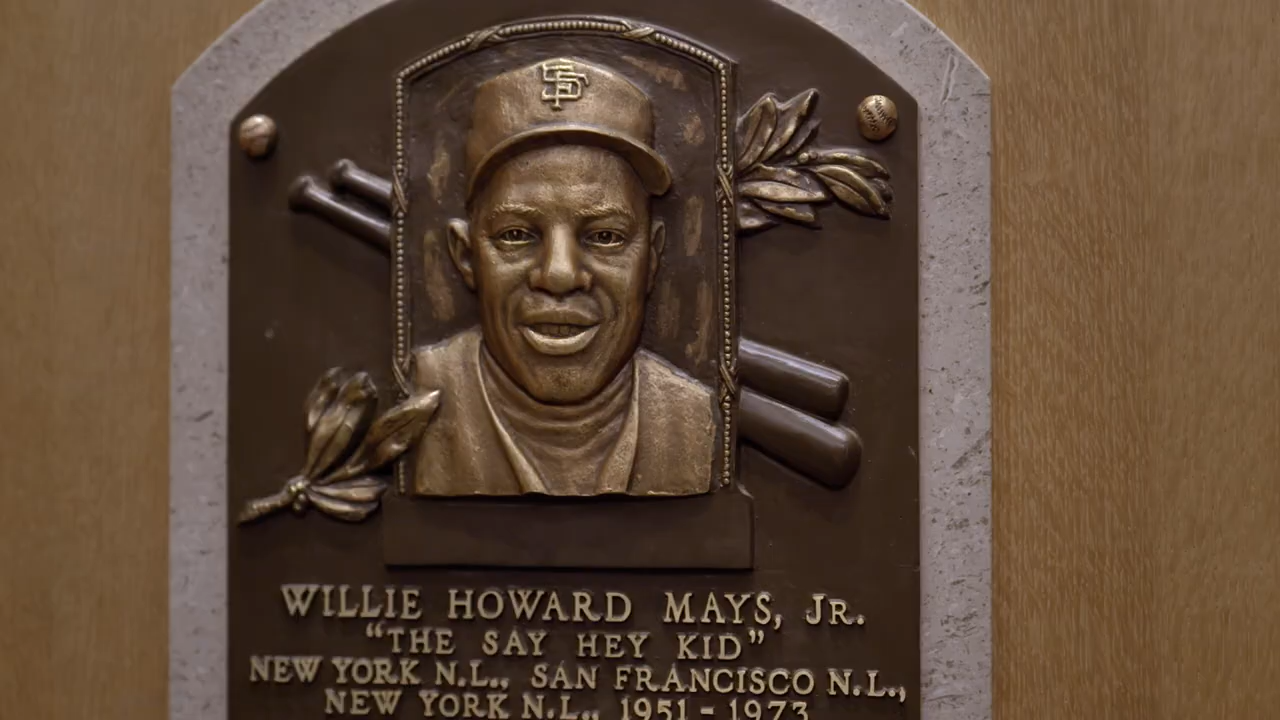 SF
WILLIE HOWARD MAYS, JR.
"THE SAY HEY KID"
NEW YORK N.L., SAN FRANCISCO N.L.,
NEW YORK N.L., 1951-1973